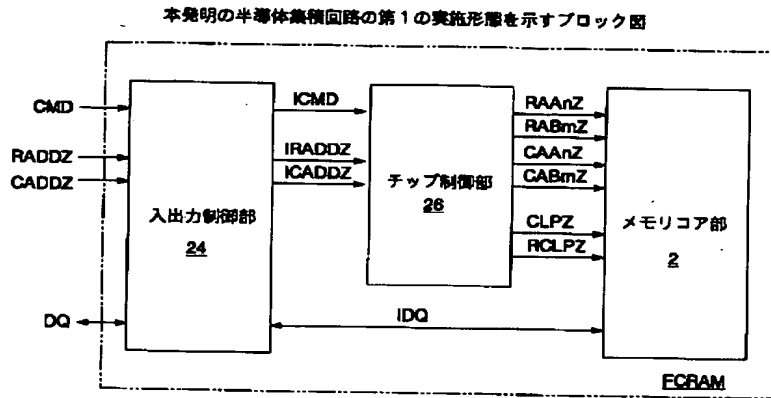 本発明の半導体集積回路の第1の実施形態を示すブロック図
CMD
RADDZ
CADDZ
DQ
入出力制御部
24
ICMD
IRADDZ
ICADDZ
IDQ
チップ制御部
26
RAAnZ
RABmZ
CAAnZ
CABmZ
CLPZ
RCLPZ
メモリコア部
2
FCRAM